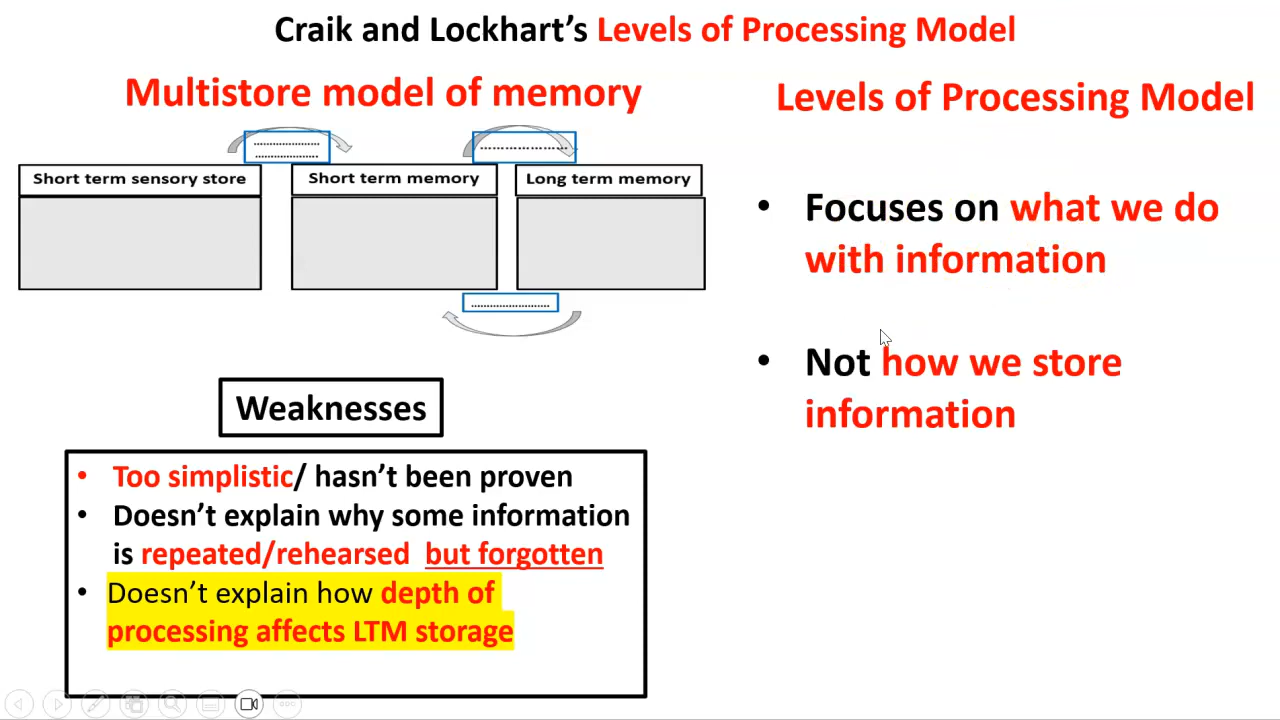 Craik and Lockhart’s Levels of Processing Model
Multistore model of memory
Short term sensory store
Short term memory
Long term memory
Weaknesses
• Too simplistic/ hasn’t been proven
• Doesn’t explain why some information
is repeated/rehearsed but forgotten
• Doesn’t explain how depth of
processing affects LTM storage
Levels of Processing Model
• Focuses on what we do
with information
• Not how we store
information